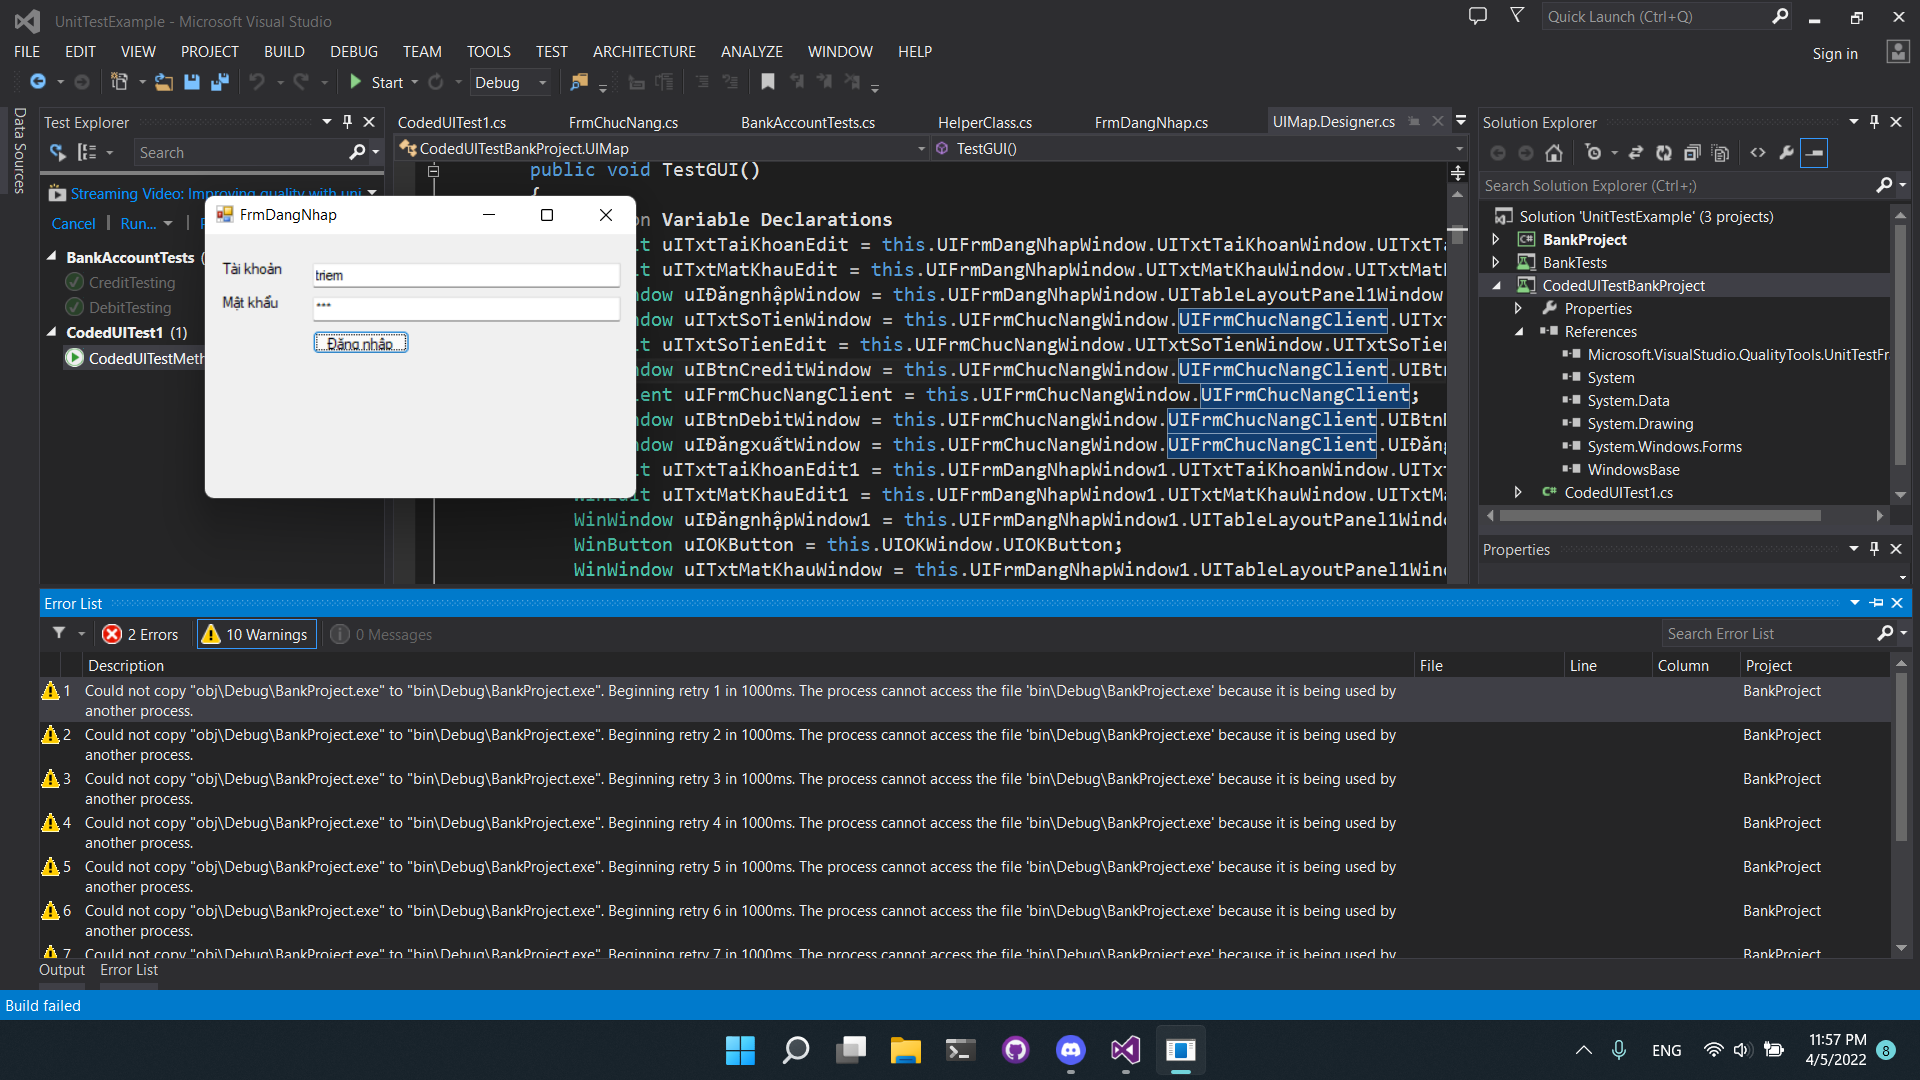 UnitTestExample - Microsoft Visual Studio
Quick Launch (Ctrl+Q)
FILE EDIT VIEW PROJECT BUILD DEBUG TEAM TOOLS TEST ARCHITECTURE ANALYZE WINDOW HELP
Sign in
Start Debug
Data Sources
Test Explorer
Search
Streaming Video: Improving quality with uni
Cancel Run...
BankAccountTests (
CreditTesting
DebitTesting
CodedUITest1 (1)
CodedUITestMeth
FrmDangNhap
Tài khoản triem
Mật khẩu ***
Đăng nhập
CodedUITest1.cs FrmChucNang.cs BankAccountTests.cs HelperClass.cs FrmDangNhap.cs UIMap.Designer.cs
CodedUITestBankProject.UIMap TestGUI()
public void TestGUI()
{
n Variable Declarations
it uITxtTaiKhoanEdit = this.UIFrmDangNhapWindow.UITxtTaiKhoanWindow.UITxtTa
it uITxtMatKhauEdit = this.UIFrmDangNhapWindow.UITxtMatKhauWindow.UITxtMatK
ndow uIĐăngnhậpWindow = this.UIFrmDangNhapWindow.UITableLayoutPanel1Window
ndow uITxtSoTienWindow = this.UIFrmChucNangWindow.UIFrmChucNangClient.UITxt
it uITxtSoTienEdit = this.UIFrmChucNangWindow.UITxtSoTienWindow.UITxtSoTien
ndow uIBtnCreditWindow = this.UIFrmChucNangWindow.UIFrmChucNangClient.UIBtn
ient uIFrmChucNangClient = this.UIFrmChucNangWindow.UIFrmChucNangClient;
ndow uIBtnDebitWindow = this.UIFrmChucNangWindow.UIFrmChucNangClient.UIBtnD
ndow uIĐăngxuấtWindow = this.UIFrmChucNangWindow.UIFrmChucNangClient.UIĐăng
it uITxtTaiKhoanEdit1 = this.UIFrmDangNhapWindow1.UITxtTaiKhoanWindow.UITxt
WinEdit uITxtMatKhauEdit1 = this.UIFrmDangNhapWindow1.UITxtMatKhauWindow.UITxtMa
WinWindow uIĐăngnhậpWindow1 = this.UIFrmDangNhapWindow1.UITableLayoutPanel1Windo
WinButton uIOKButton = this.UIOKWindow.UIOKButton;
WinWindow uITxtMatKhauWindow = this.UIFrmDangNhapWindow1.UITableLayoutPanel1Wind
Solution Explorer
Search Solution Explorer (Ctrl+;)
Solution 'UnitTestExample' (3 projects)
BankProject
BankTests
CodedUITestBankProject
Properties
References
Microsoft.VisualStudio.QualityTools.UnitTestFr
System
System.Data
System.Drawing
System.Windows.Forms
WindowsBase
CodedUITest1.cs
Properties
Error List
2 Errors 10 Warnings 0 Messages
Search Error List
Description File Line Column Project
1 Could not copy "obj\Debug\BankProject.exe" to "bin\Debug\BankProject.exe". Beginning retry 1 in 1000ms. The process cannot access the file 'bin\Debug\BankProject.exe' because it is being used by BankProject
another process.
2 Could not copy "obj\Debug\BankProject.exe" to "bin\Debug\BankProject.exe". Beginning retry 2 in 1000ms. The process cannot access the file 'bin\Debug\BankProject.exe' because it is being used by BankProject
another process.
3 Could not copy "obj\Debug\BankProject.exe" to "bin\Debug\BankProject.exe". Beginning retry 3 in 1000ms. The process cannot access the file 'bin\Debug\BankProject.exe' because it is being used by BankProject
another process.
4 Could not copy "obj\Debug\BankProject.exe" to "bin\Debug\BankProject.exe". Beginning retry 4 in 1000ms. The process cannot access the file 'bin\Debug\BankProject.exe' because it is being used by BankProject
another process.
5 Could not copy "obj\Debug\BankProject.exe" to "bin\Debug\BankProject.exe". Beginning retry 5 in 1000ms. The process cannot access the file 'bin\Debug\BankProject.exe' because it is being used by BankProject
another process.
6 Could not copy "obj\Debug\BankProject.exe" to "bin\Debug\BankProject.exe". Beginning retry 6 in 1000ms. The process cannot access the file 'bin\Debug\BankProject.exe' because it is being used by BankProject
another process.
7 Could not copy "obj\Debug\BankProject.exe" to "bin\Debug\BankProject.exe". Beginning retry 7 in 1000ms. The process cannot access the file 'bin\Debug\BankProject.exe' because it is being used by BankProject
Output Error List
Build failed
ENG
11:57 PM
4/5/2022
8